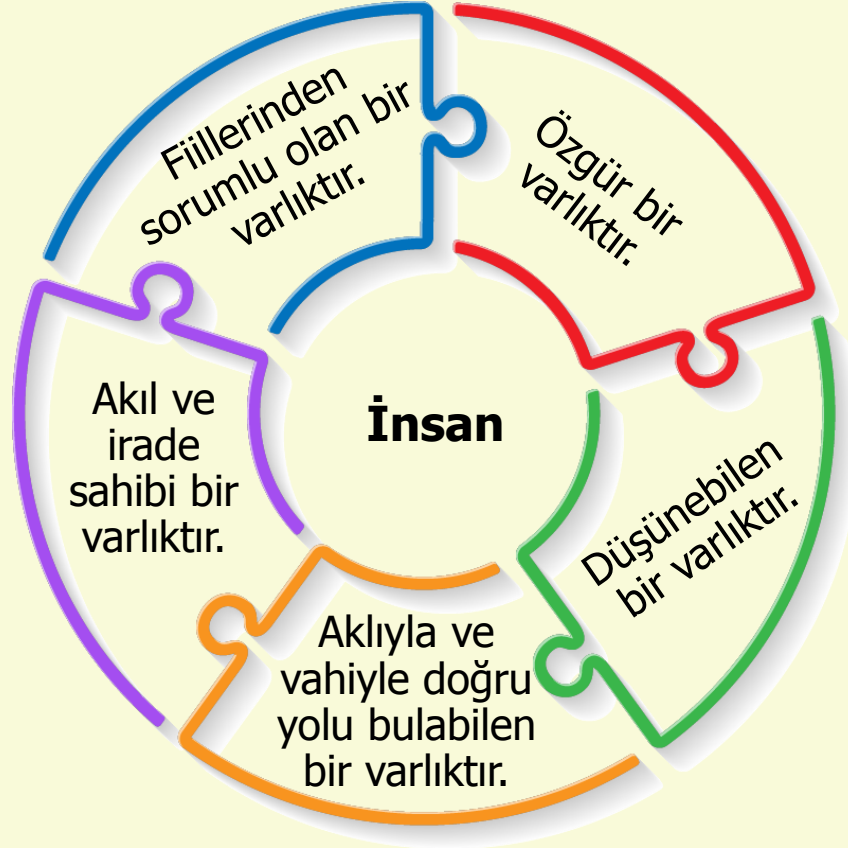 Fiillerinden
sorumlu olan bir
varlıktır.
Özgür bir
varlıktır.
Akıl ve
irade
sahibi bir
varlıktır.
İnsan
Düşünebilen
bir varlıktır.
Aklıyla ve
vahiyle doğru
yolu bulabilen
bir varlıktır.